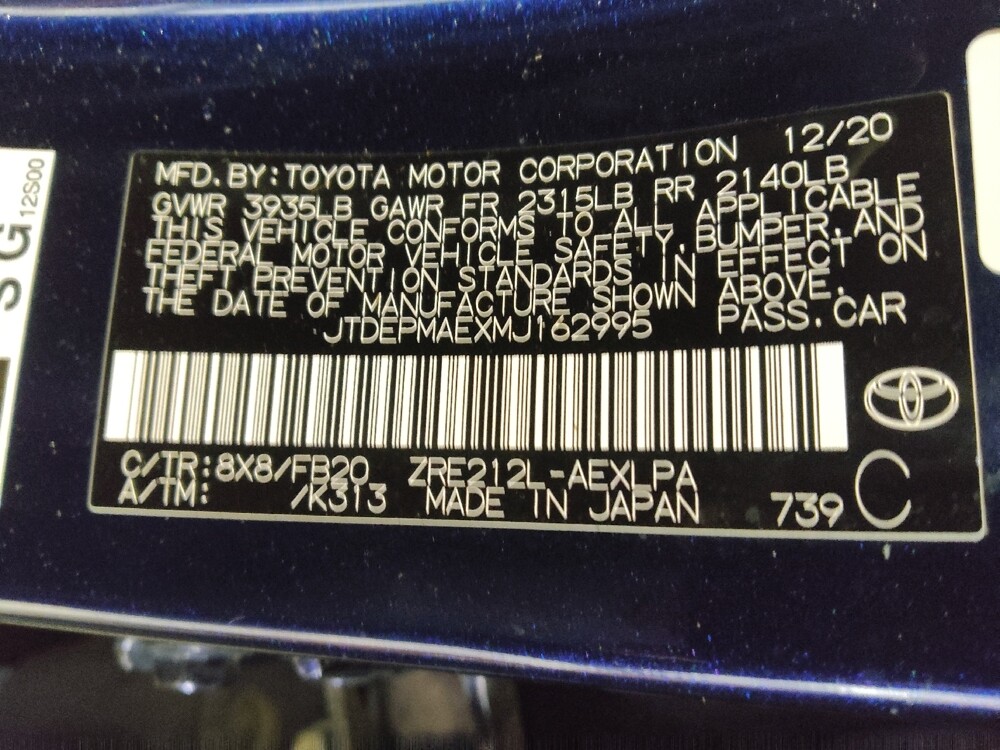 MFD.BY:TOYOTA MOTOR CORPORATION 12/20
GVWR 3935LB GAWR FR 2315LB RR 2140LB
THIS VEHICLE CONFORMS TO ALL APPLICABLE
FEDERAL MOTOR VEHICLE SAFETY,BUMPER,AND
THEFT PREVENTION STANDARDS IN EFFECT ON
THE DATE OF MANUFACTURE SHOWN ABOVE.
JTDEPMAEXMJ162995 PASS.CAR
C/TR:8X8/FB20 ZRE212L-AEXLPA
A/TM: /K313 MADE IN JAPAN 739 C
12S00
SG